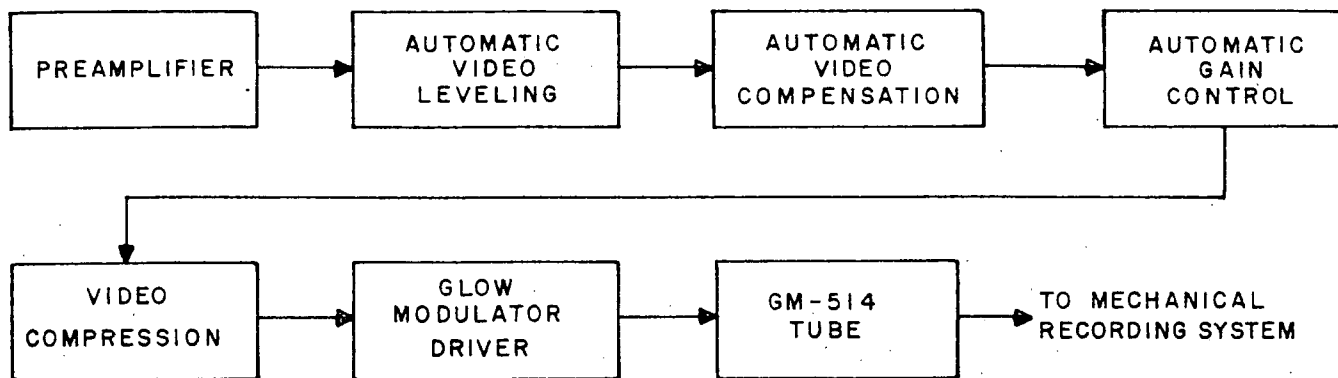 PREAMPLIFIER
AUTOMATIC
VIDEO
LEVELING
AUTOMATIC
VIDEO
COMPENSATION
AUTOMATIC
GAIN
CONTROL
VIDEO
COMPRESSION
GLOW
MODULATOR
DRIVER
GM-514
TUBE
TO MECHANICAL
RECORDING SYSTEM